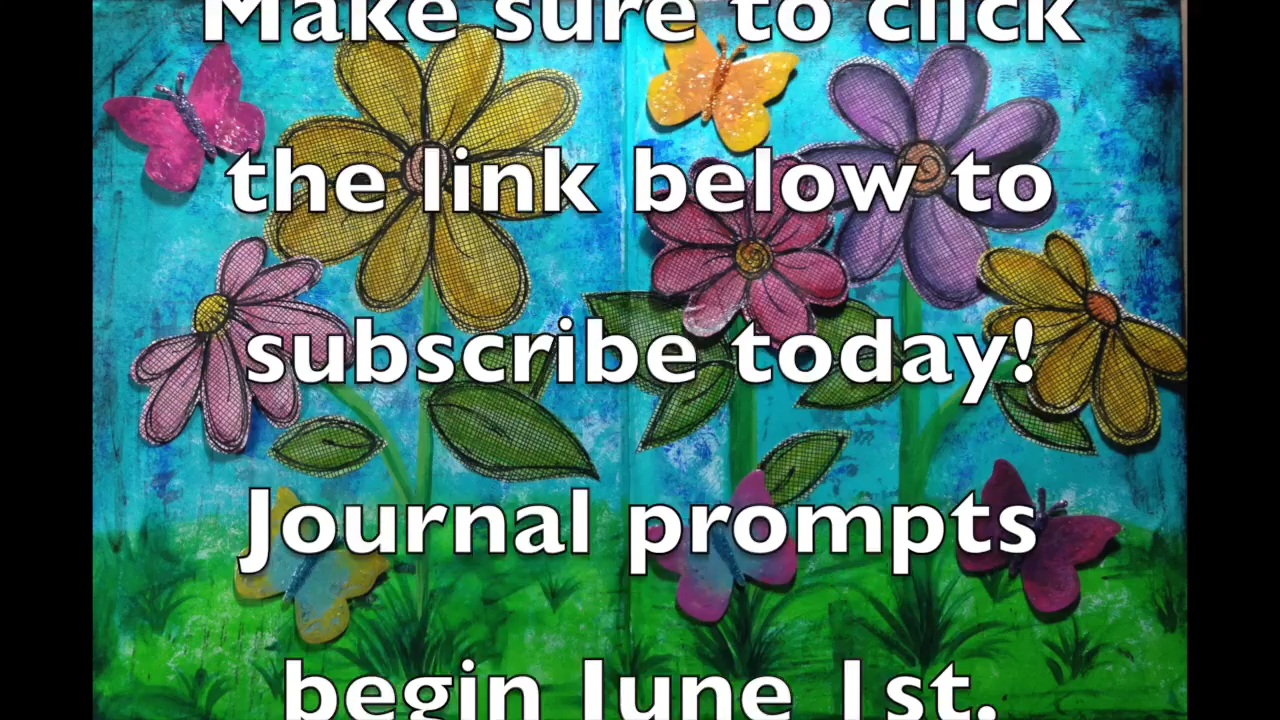 Make sure to click
the link below to
subscribe today!
Journal prompts
begin June 1st.